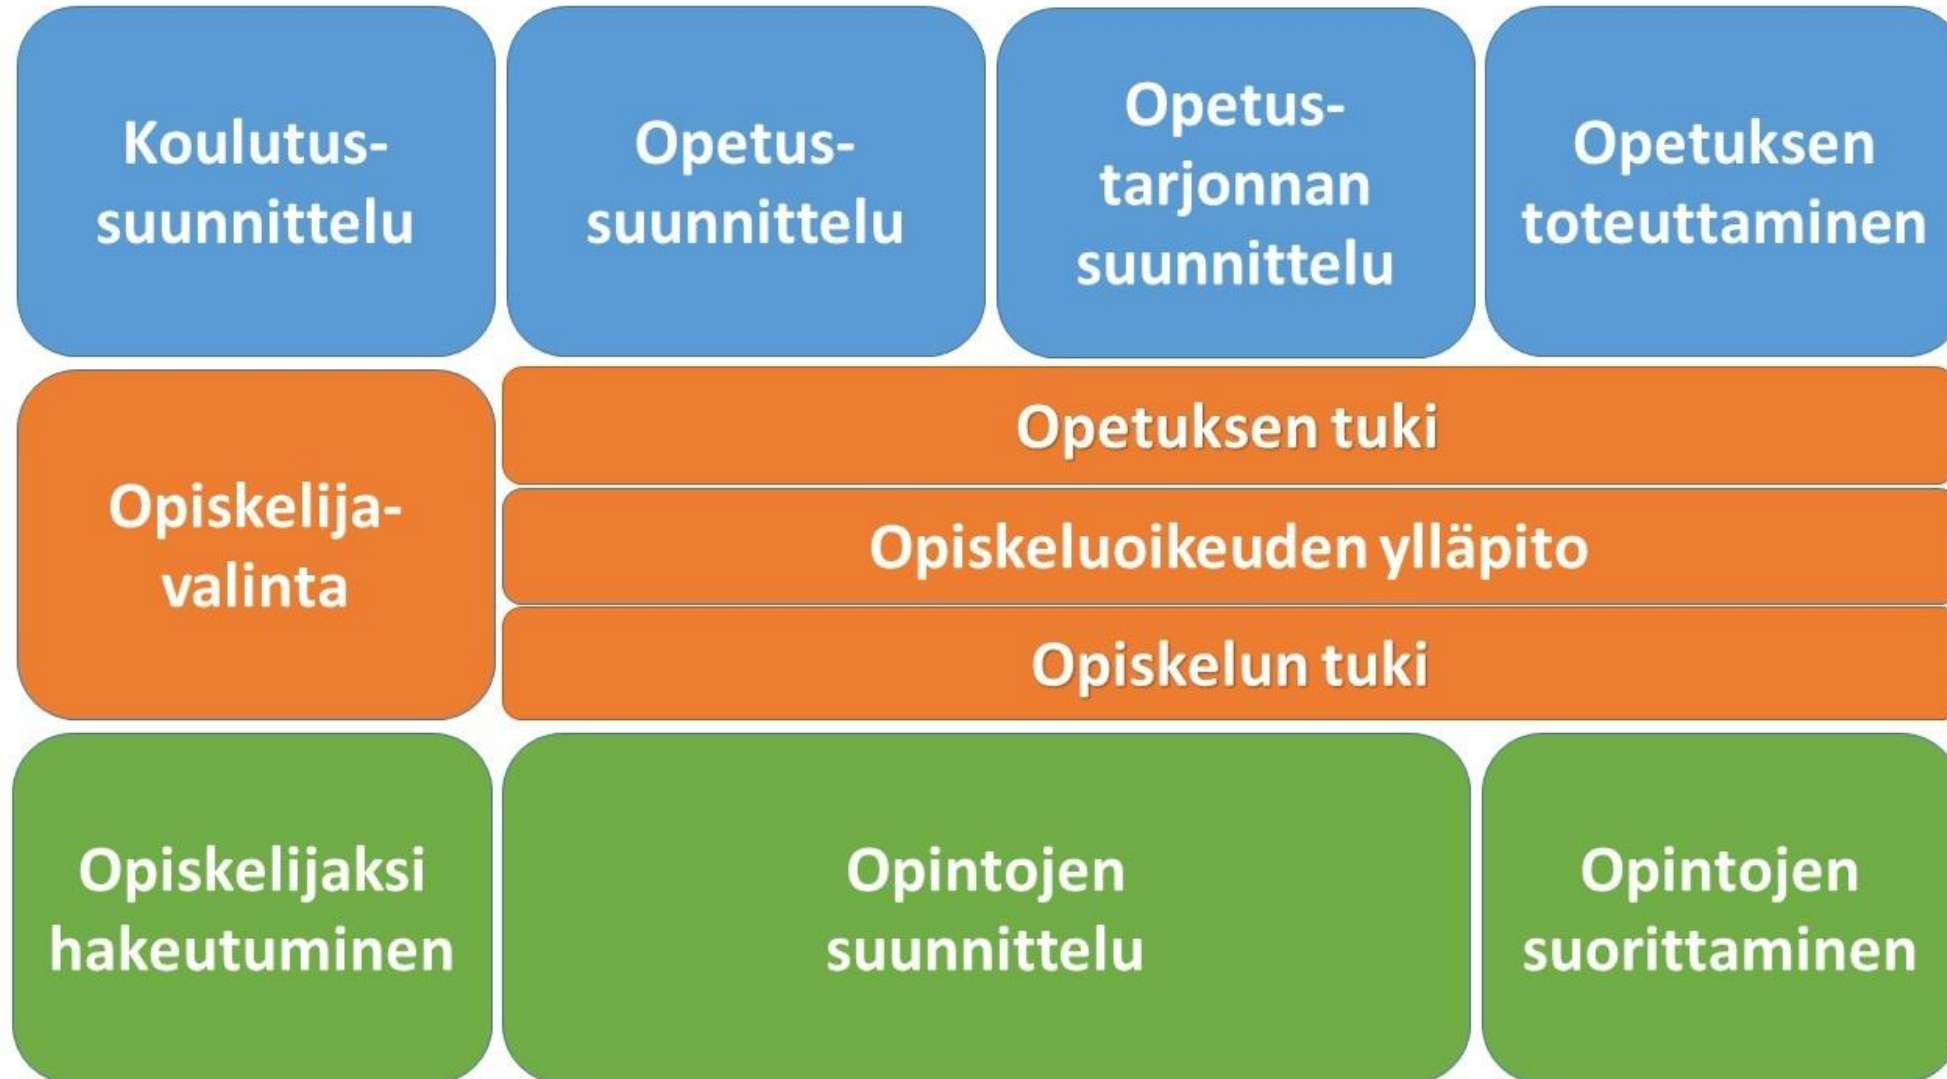 Koulutus-
suunnittelu
Opetus-
suunnittelu
Opetus-
tarjonnan
suunnittelu
Opetuksen
toteuttaminen
Opiskelija-
valinta
Opetuksen tuki
Opiskeluoikeuden ylläpito
Opiskelun tuki
Opiskelijaksi
hakeutuminen
Opintojen
suunnittelu
Opintojen
suorittaminen